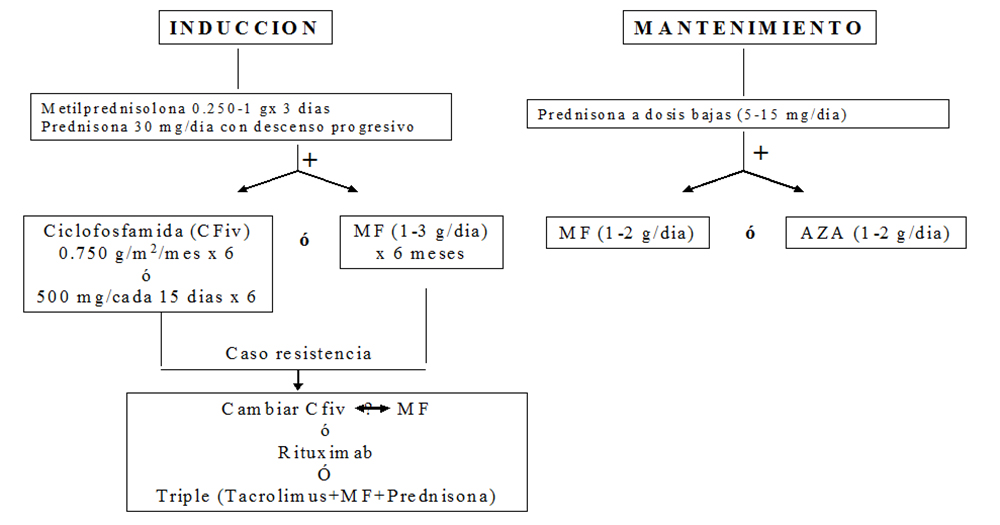 INDUCCION
Metilprednisolona 0.250-1 gx 3 dias
Prednisona 30 mg/dia con descenso progresivo
+
Ciclofosfamida (CFiv)
0.750 g/m²/mes x 6
ó
500 mg/cada 15 dias x 6
ó
MF (1-3 g/dia)
x 6 meses
Caso resistencia
Cambiar Cfiv ? MF
ó
Rituximab
Ó
Triple (Tacrolimus+MF+Prednisona)
MANTENIMIENTO
Prednisona a dosis bajas (5-15 mg/dia)
+
MF (1-2 g/dia)
ó
AZA (1-2 g/dia)